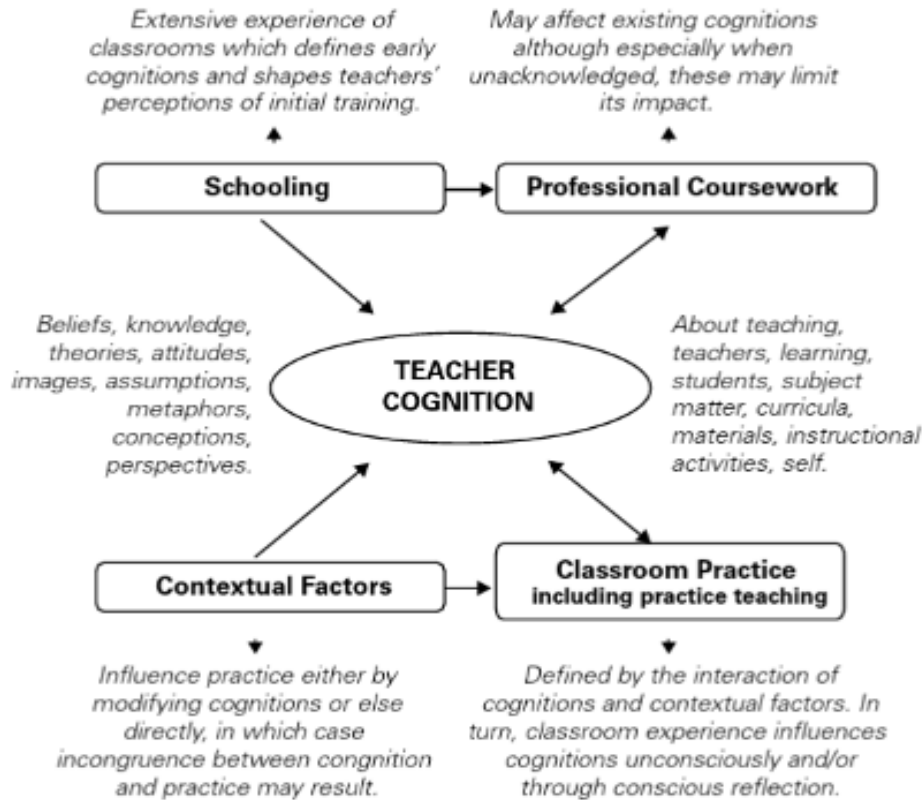 Extensive experience of
classrooms which defines early
cognitions and shapes teachers'
perceptions of initial training.
May affect existing cognitions
although especially when
unacknowledged, these may limit
its impact.
Schooling
Professional Coursework
Beliefs, knowledge,
theories, attitudes,
images, assumptions,
metaphors,
conceptions,
perspectives.
TEACHER
COGNITION
About teaching,
teachers, learning,
students, subject
matter, curricula,
materials, instructional
activities, self.
Contextual Factors
Classroom Practice
including practice teaching
Influence practice either by
modifying cognitions or else
directly, in which case
incongruence between congnition
and practice may result.
Defined by the interaction of
cognitions and contextual factors. In
turn, classroom experience influences
cognitions unconsciously and/or
through conscious reflection.